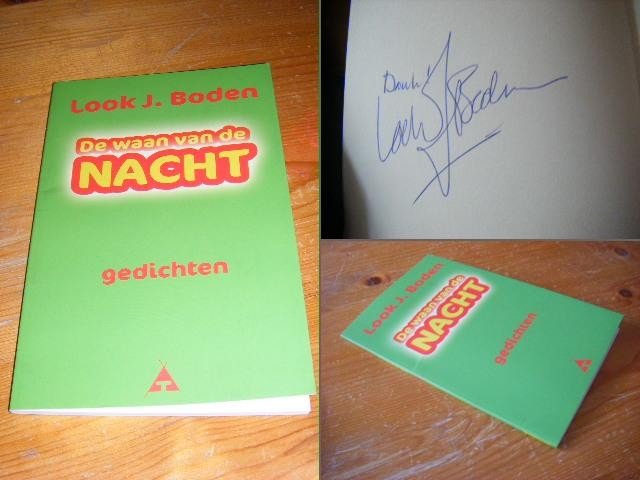 Look J. Boden
De waan van de
NACHT
gedichten
Dank!
Look J Boden
Look J. Boden
De waan van de
NACHT
gedichten